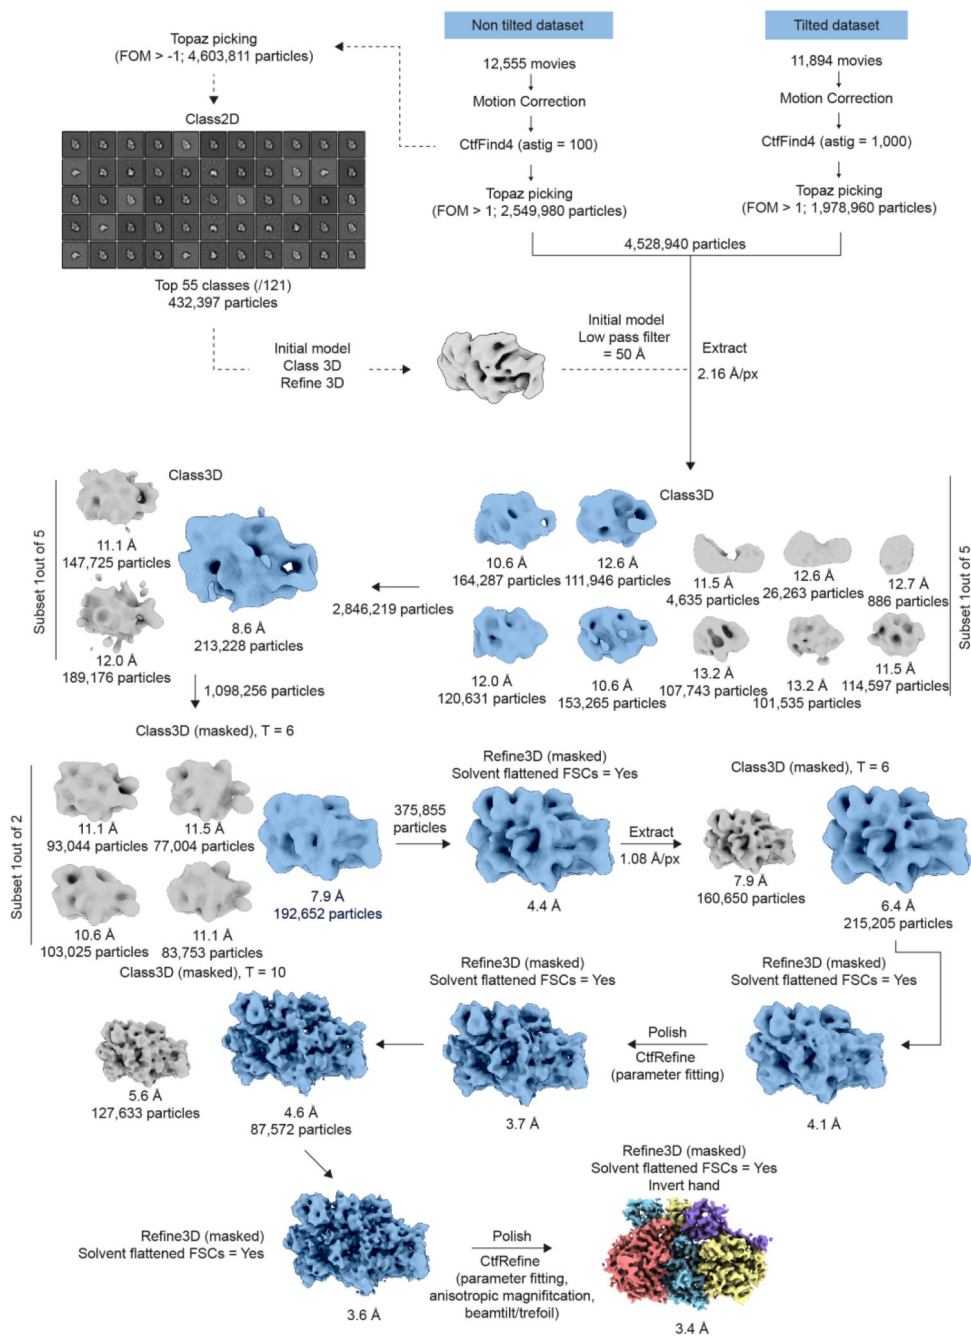 Non tilted dataset
Tilted dataset
Topaz picking
(FOM > -1; 4,603,811 particles)
12,555 movies
11,894 movies
Motion Correction
Motion Correction
Class2D
CtfFind4 (astig = 100)
CtfFind4 (astig = 1,000)
Topaz picking
(FOM > 1; 2,549,980 particles)
Topaz picking
(FOM > 1; 1,978,960 particles)
4,528,940 particles
Top 55 classes (/121)
432,397 particles
Initial model
Class 3D
Refine 3D
Initial model
Low pass filter
= 50 Å
Extract
2.16 Å/px
Subset 1out of 5
Class3D
11.1 Å
147,725 particles
12.0 Å
189,176 particles
8.6 Å
213,228 particles
2,846,219 particles
Class3D
10.6 Å
164,287 particles
12.6 Å
111,946 particles
11.5 Å
4,635 particles
12.6 Å
26,263 particles
12.7 Å
886 particles
12.0 Å
120,631 particles
10.6 Å
153,265 particles
13.2 Å
107,743 particles
13.2 Å
101,535 particles
11.5 Å
114,597 particles
Subset 1out of 5
1,098,256 particles
Class3D (masked), T = 6
Subset 1out of 2
11.1 Å
93,044 particles
11.5 Å
77,004 particles
10.6 Å
103,025 particles
11.1 Å
83,753 particles
7.9 Å
192,652 particles
375,855
particles
Refine3D (masked)
Solvent flattened FSCs = Yes
4.4 Å
Extract
1.08 Å/px
Class3D (masked), T = 6
7.9 Å
160,650 particles
6.4 Å
215,205 particles
Refine3D (masked)
Solvent flattened FSCs = Yes
4.1 Å
Polish
CtfRefine
(parameter fitting)
Refine3D (masked)
Solvent flattened FSCs = Yes
3.7 Å
Class3D (masked), T = 10
5.6 Å
127,633 particles
4.6 Å
87,572 particles
Refine3D (masked)
Solvent flattened FSCs = Yes
3.6 Å
Polish
CtfRefine
(parameter fitting,
anisotropic magnifitcation,
beamtilt/trefoil)
Refine3D (masked)
Solvent flattened FSCs = Yes
Invert hand
3.4 Å